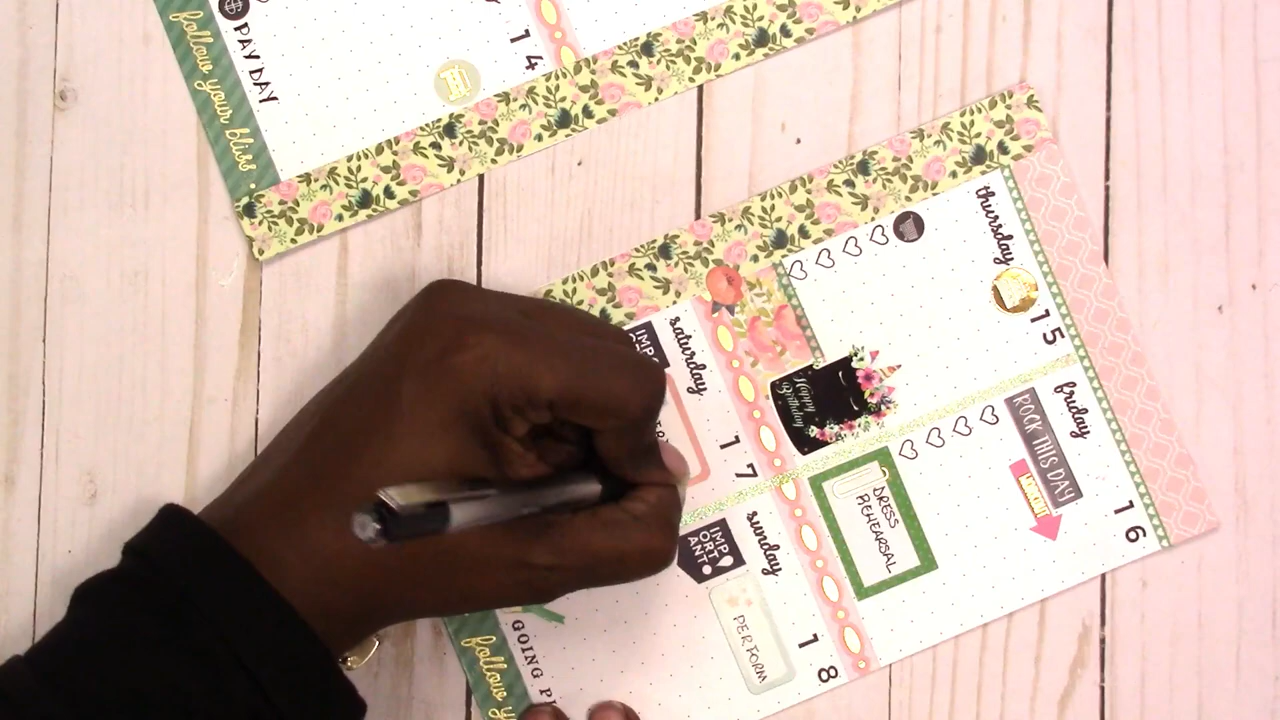 follow your bliss
$
PAY DAY
14
thursday
15
Happy
Birthday
friday
ROCK THIS DAY
16
DRESS
REHEARSAL
saturday
17
sunday
IMP
ORT
ANT
PERFORM
18
GOING
follow